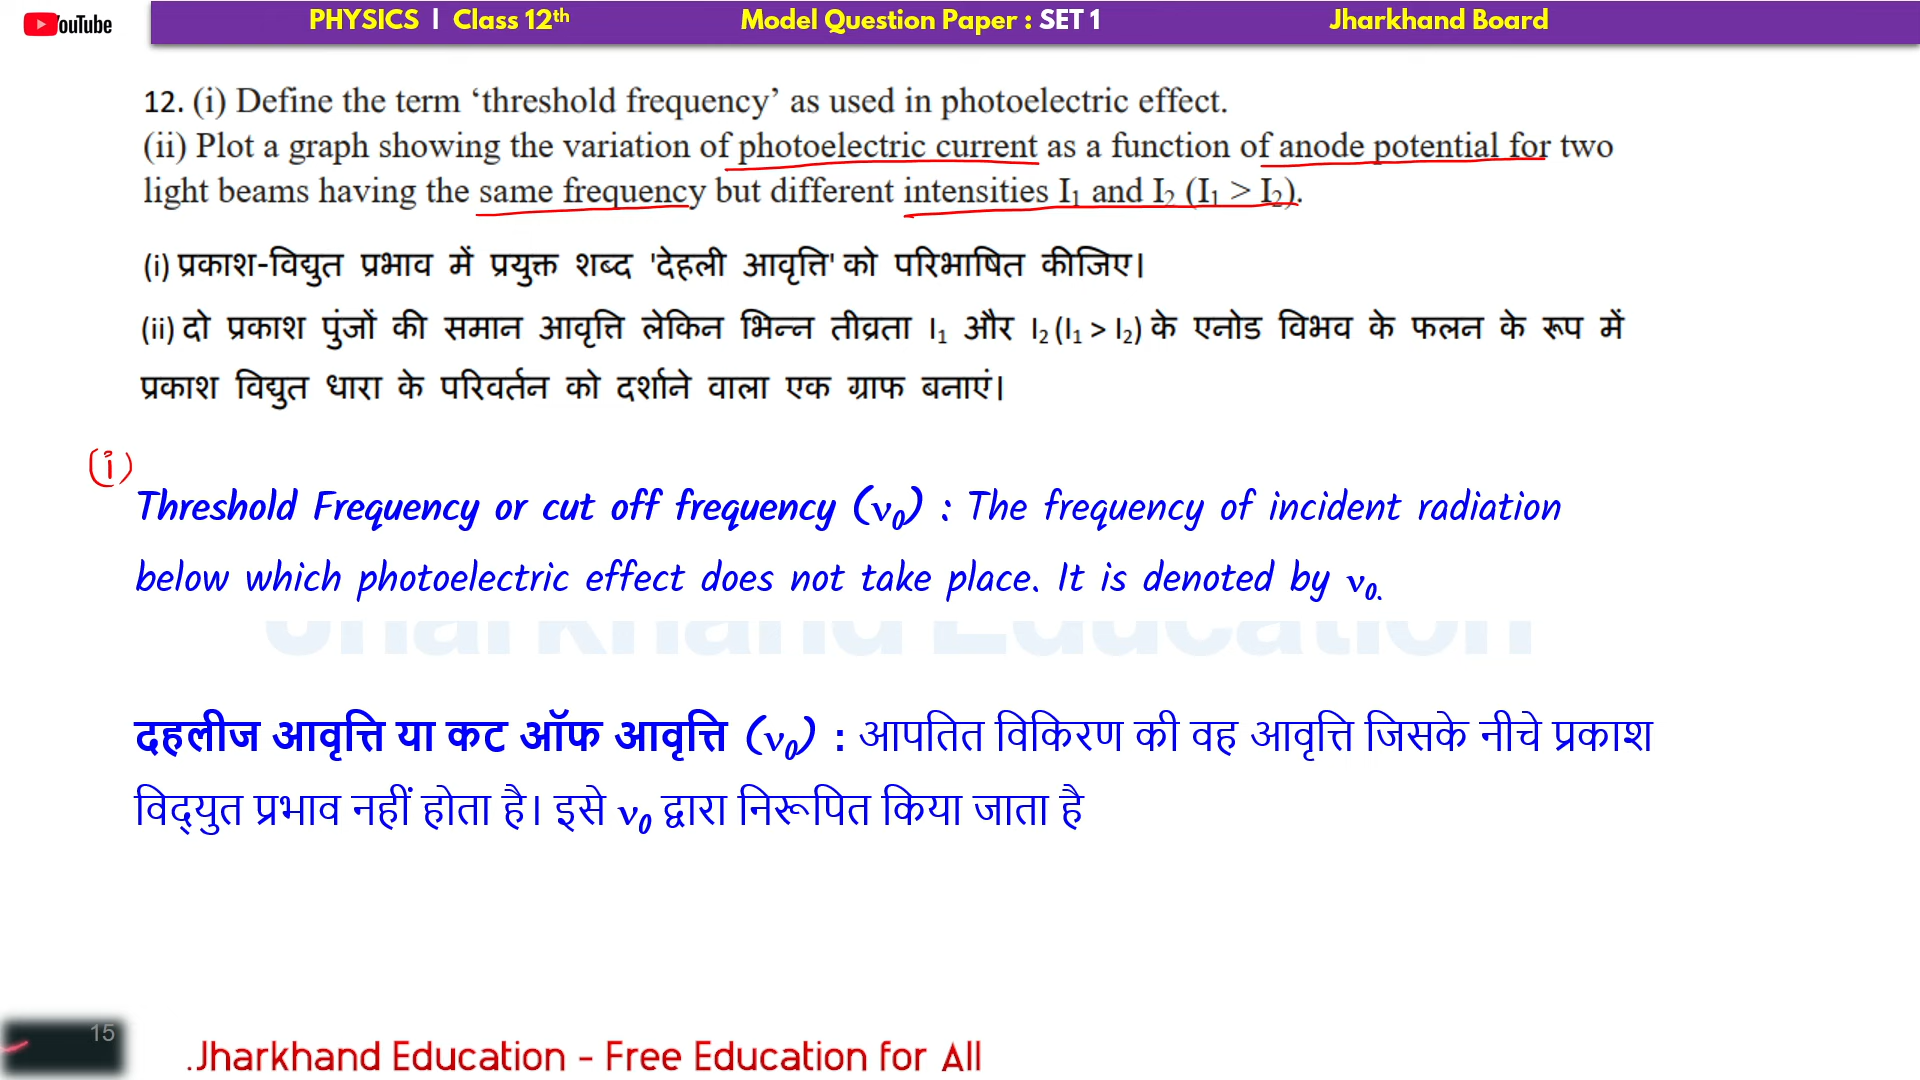 YouTube
PHYSICS | Class 12th Model Question Paper : SET 1 Jharkhand Board
12. (i) Define the term ‘threshold frequency’ as used in photoelectric effect.
(ii) Plot a graph showing the variation of photoelectric current as a function of anode potential for two
light beams having the same frequency but different intensities I₁ and I₂ (I₁ > I₂).
(i) प्रकाश-विद्युत प्रभाव में प्रयुक्त शब्द 'देहली आवृत्ति' को परिभाषित कीजिए।
(ii) दो प्रकाश पुंजों की समान आवृत्ति लेकिन भिन्न तीव्रता I₁ और I₂ (I₁ > I₂) के एनोड विभव के फलन के रूप में
प्रकाश विद्युत धारा के परिवर्तन को दर्शाने वाला एक ग्राफ बनाएं।
(i)
Threshold Frequency or cut off frequency (ν₀) : The frequency of incident radiation
below which photoelectric effect does not take place. It is denoted by ν₀.
Jharkhand Education
दहलीज आवृत्ति या कट ऑफ आवृत्ति (ν₀) : आपतित विकिरण की वह आवृत्ति जिसके नीचे प्रकाश
विद्युत प्रभाव नहीं होता है। इसे ν₀ द्वारा निरूपित किया जाता है
15
.Jharkhand Education - Free Education for All